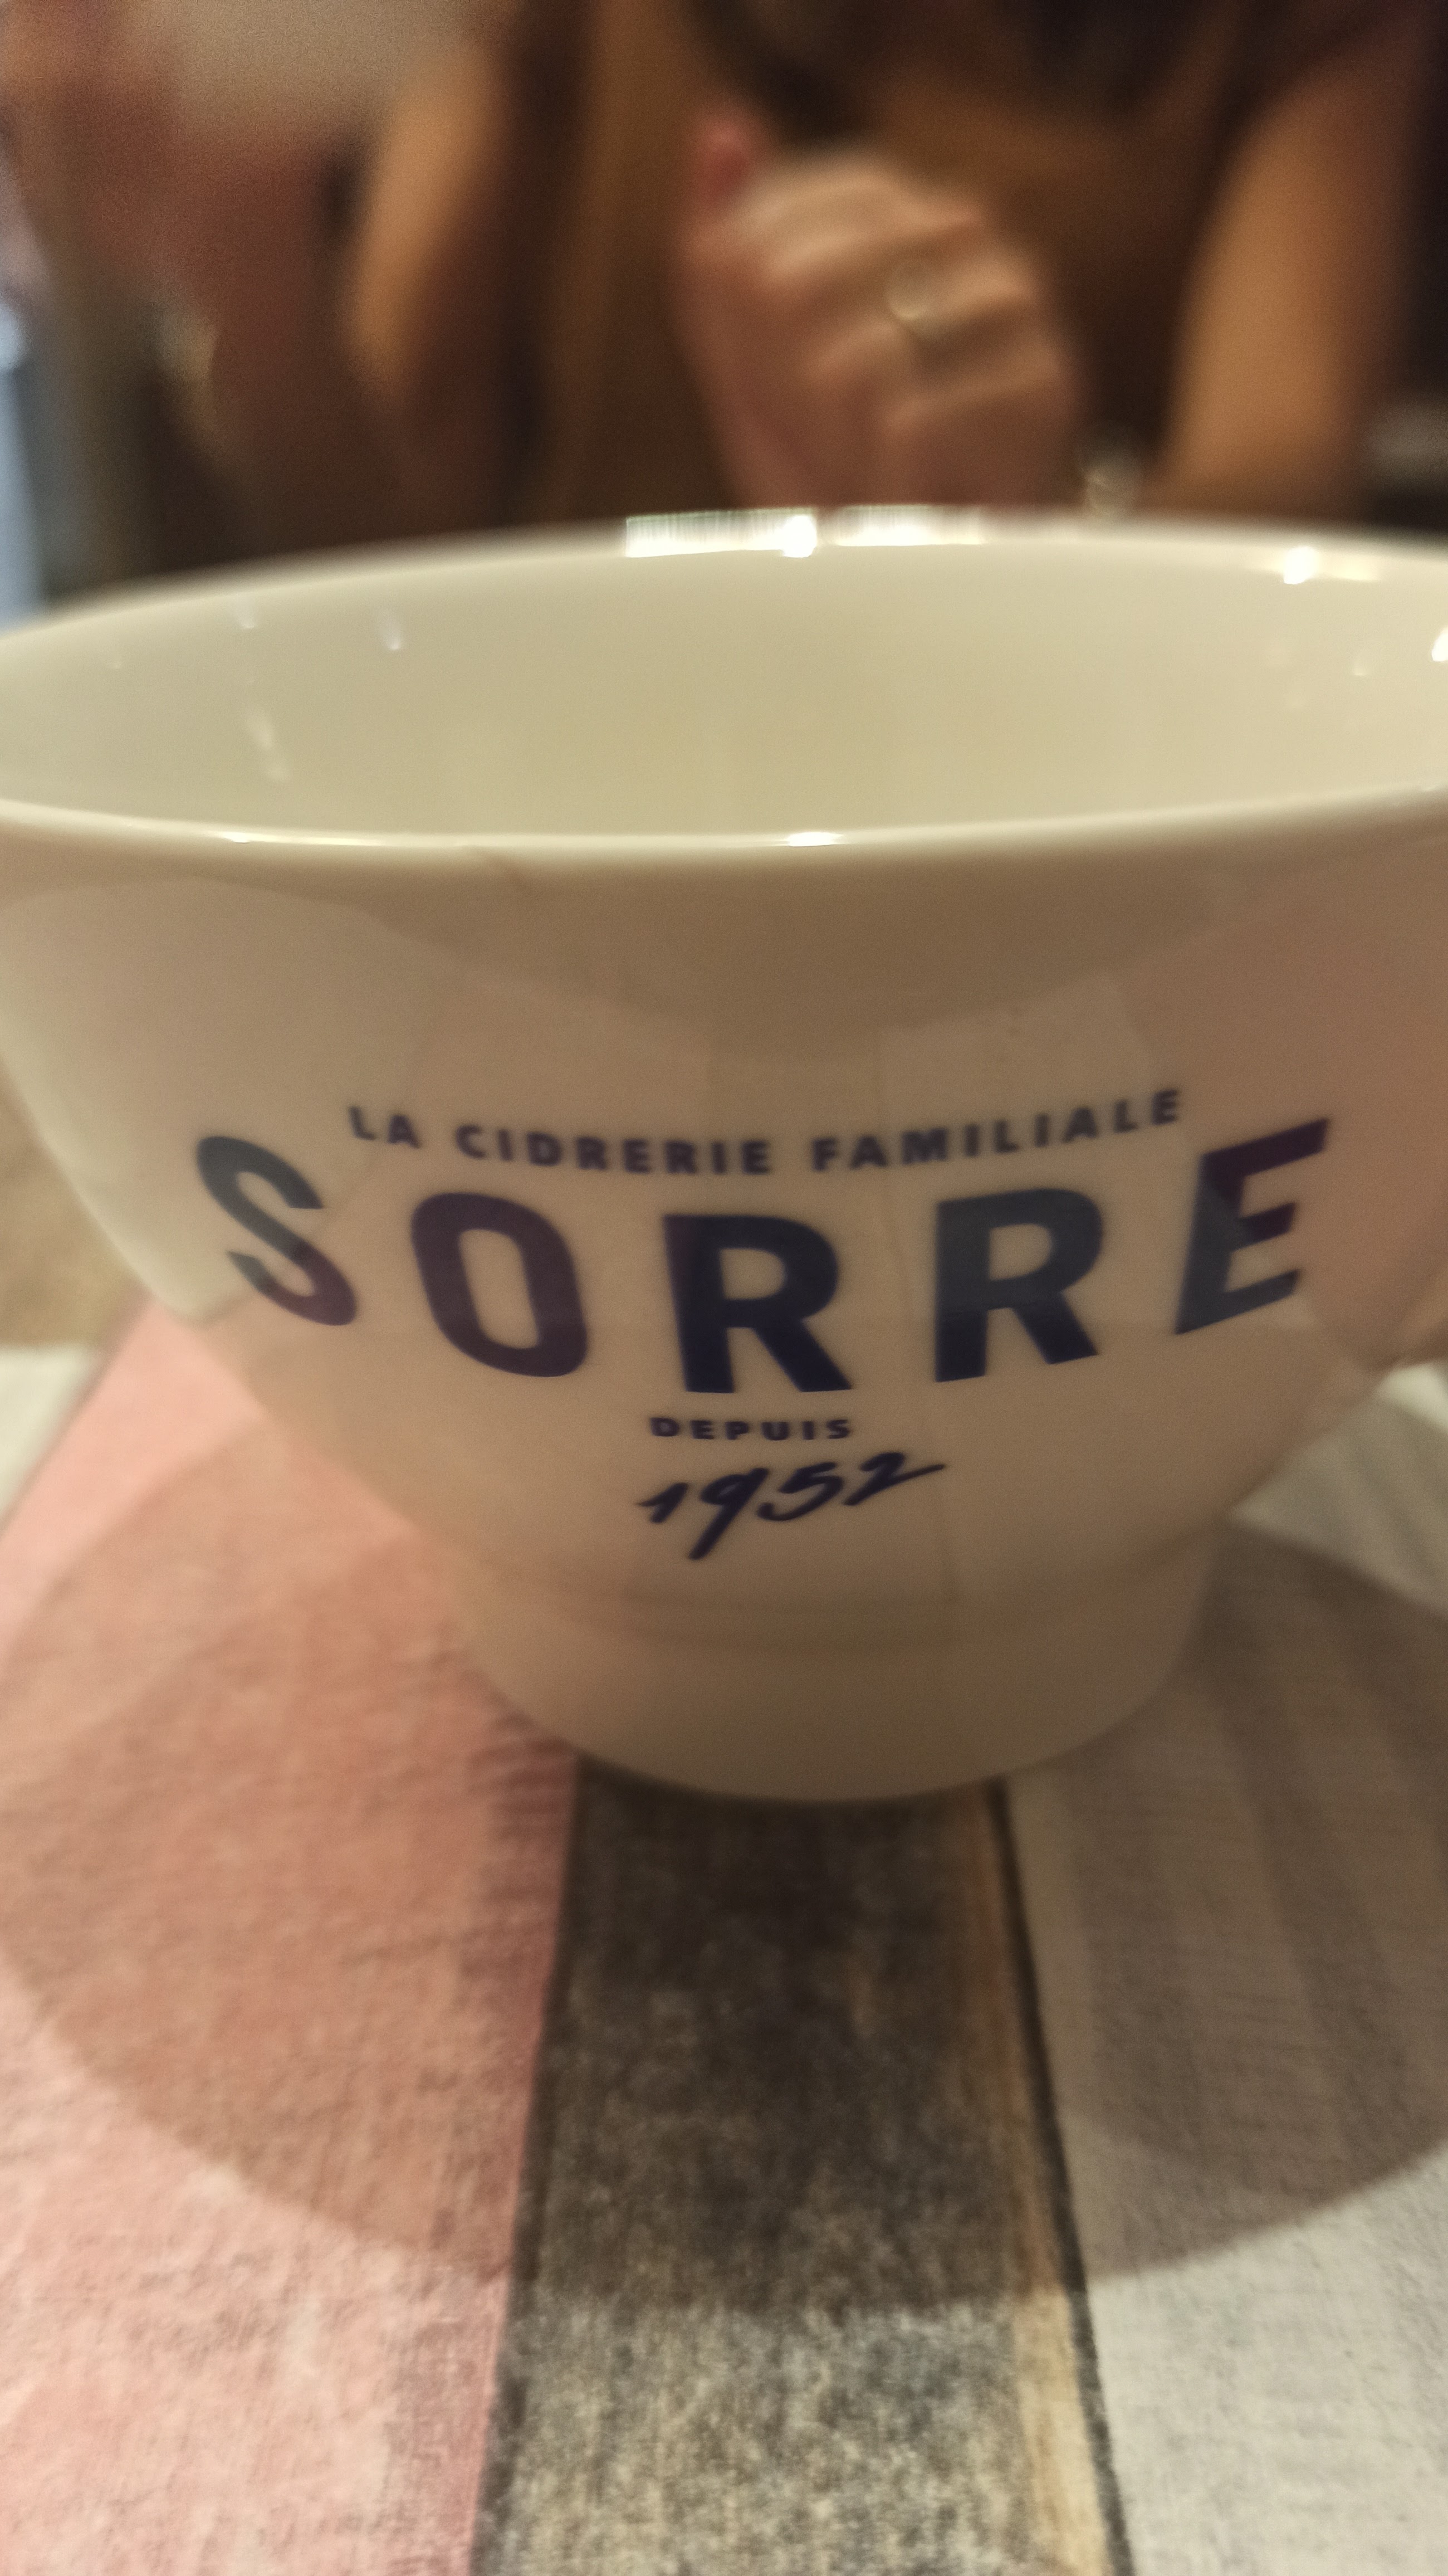 LA CIDRERIE FAMILIALE
SORRE
DEPUIS
1952